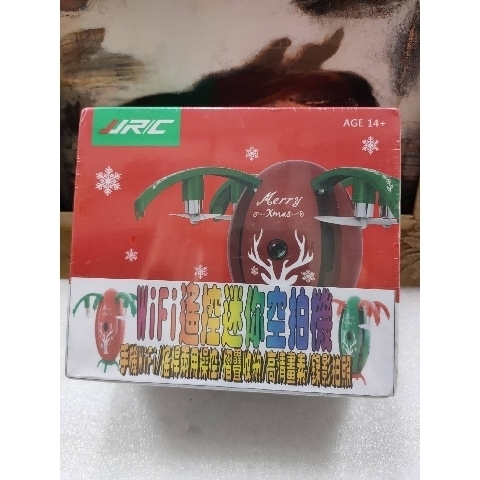 JJRC
AGE 14+
Merry
Xmas
WiFi遙控迷你空拍機
手機WiFi/搖桿兩用操控/摺疊收納/高清畫素/錄影拍照